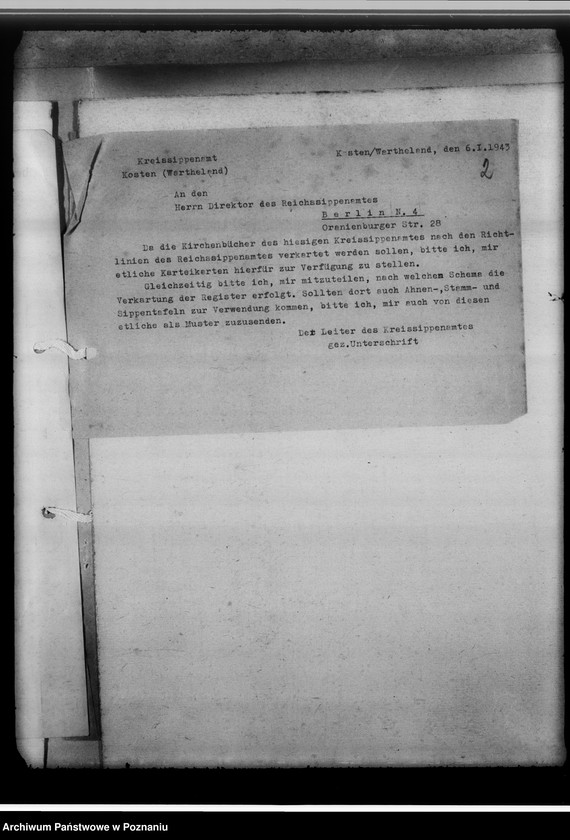 Kreissippenamt
Kosten (Wartheland)
Kosten/Wartheland, den 6.I.1943
2
An den
Herrn Direktor des Reichssippenamtes
Berlin N. 4
Oranienburger Str. 28
Da die Kirchenbücher des hiesigen Kreissippenamtes nach den Richt-
linien des Reichssippenamtes verkartet werden sollen, bitte ich, mir
etliche Karteikarten hierfür zur Verfügung zu stellen.
Gleichzeitig bitte ich, mir mitzuteilen, nach welchem Schema die
Verkartung der Register erfolgt. Sollten dort auch Ahnen-,Stamm- und
Sippentafeln zur Verwendung kommen, bitte ich, mir auch von diesen
etliche als Muster zuzusenden.
Der Leiter des Kreissippenamtes
gez.Unterschrift
Archiwum Państwowe w Poznaniu